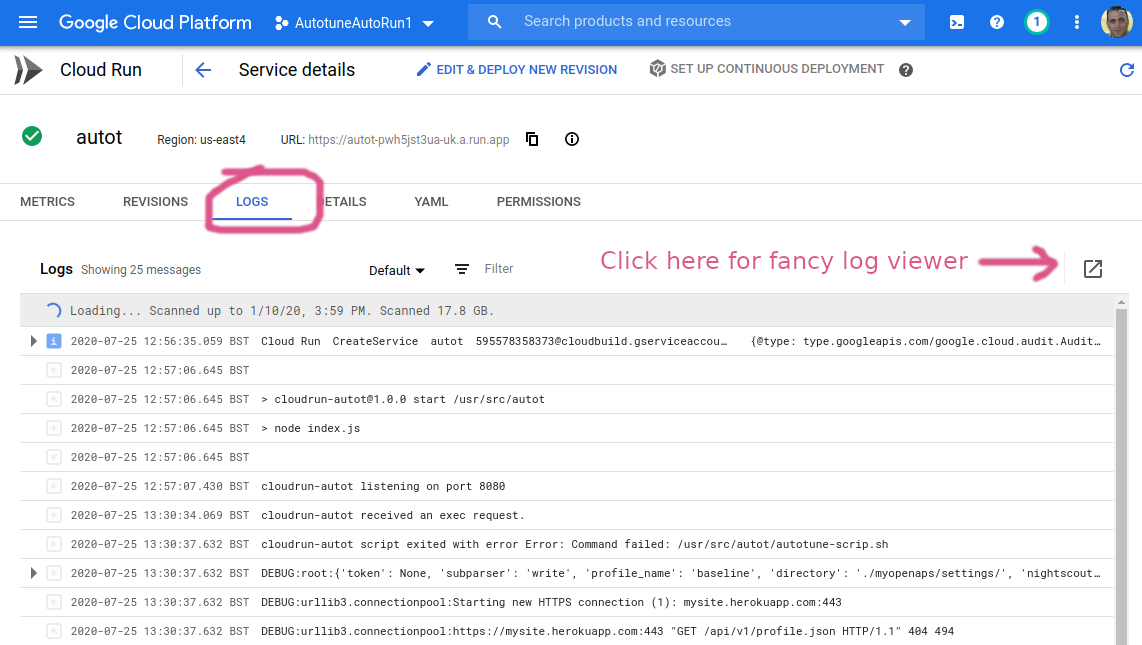 Google Cloud Platform AutotuneAutoRun1 Search products and resources 1
Cloud Run Service details EDIT & DEPLOY NEW REVISION SET UP CONTINUOUS DEPLOYMENT
autot Region: us-east4 URL: https://autot-pwh5jst3ua-uk.a.run.app
METRICS REVISIONS LOGS DETAILS YAML PERMISSIONS
Click here for fancy log viewer
Logs Showing 25 messages Default Filter
Loading... Scanned up to 1/10/20, 3:59 PM. Scanned 17.8 GB.
2020-07-25 12:56:35.059 BST Cloud Run CreateService autot 595578358373@cloudbuild.gserviceaccou… {@type: type.googleapis.com/google.cloud.audit.Audit…
2020-07-25 12:57:06.645 BST
2020-07-25 12:57:06.645 BST > cloudrun-autot@1.0.0 start /usr/src/autot
2020-07-25 12:57:06.645 BST > node index.js
2020-07-25 12:57:06.645 BST
2020-07-25 12:57:07.430 BST cloudrun-autot listening on port 8080
2020-07-25 13:30:34.069 BST cloudrun-autot received an exec request.
2020-07-25 13:30:37.632 BST cloudrun-autot script exited with error Error: Command failed: /usr/src/autot/autotune-scrip.sh
2020-07-25 13:30:37.632 BST DEBUG:root:{'token': None, 'subparser': 'write', 'profile_name': 'baseline', 'directory': './myopenaps/settings/', 'nightscout…
2020-07-25 13:30:37.632 BST DEBUG:urllib3.connectionpool:Starting new HTTPS connection (1): mysite.herokuapp.com:443
2020-07-25 13:30:37.632 BST DEBUG:urllib3.connectionpool:https://mysite.herokuapp.com:443 "GET /api/v1/profile.json HTTP/1.1" 404 494